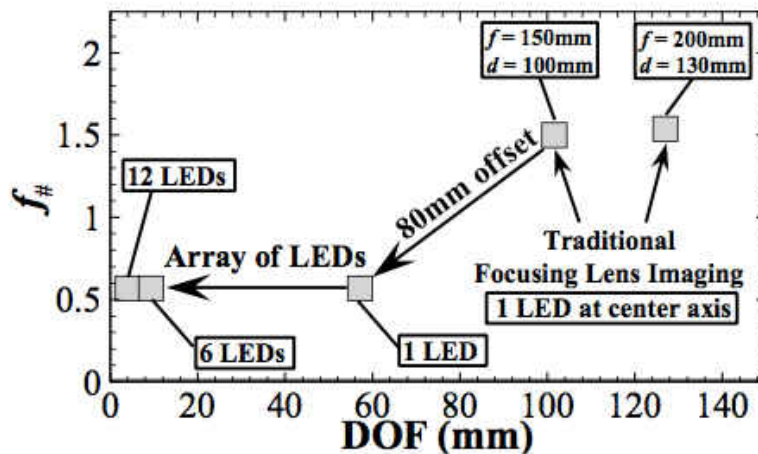 f = 150mm
d = 100mm
f = 200mm
d = 130mm
12 LEDs
80mm offset
Array of LEDs
Traditional
Focusing Lens Imaging
1 LED at center axis
6 LEDs
1 LED
f#
2
1.5
1
0.5
0
0 20 40 60 80 100 120 140
DOF (mm)